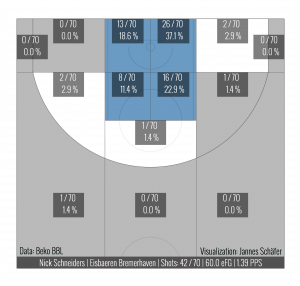 0 / 70
0.0 %
13 / 70
18.6 %
26 / 70
37.1 %
2 / 70
2.9 %
0 / 70
0.0 %
0 / 70
0.0 %
2 / 70
2.9 %
8 / 70
11.4 %
16 / 70
22.9 %
1 / 70
1.4 %
1 / 70
1.4 %
1 / 70
1.4 %
0 / 70
0.0 %
0 / 70
0.0 %
Data: Beko BBL
Visualization: Jannes Schäfer
Nick Schneiders | Eisbaeren Bremerhaven | Shots: 42 / 70 | 60.0 eFG | 1.39 PPS